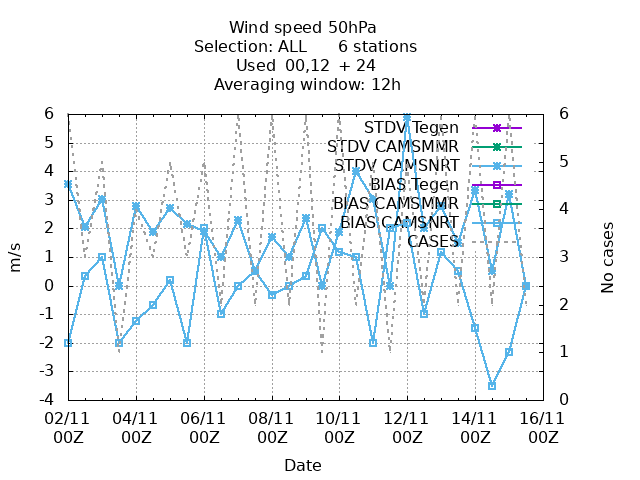 Wind speed 50hPa
Selection: ALL 6 stations
Used 00,12 + 24
Averaging window: 12h
STDV Tegen
STDV CAMSMMR
STDV CAMSNRT
BIAS Tegen
BIAS CAMSMMR
BIAS CAMSNRT
CASES
6
5
4
3
2
1
0
-1
-2
-3
-4
m/s
6
5
4
3
2
1
0
No cases
02/11 04/11 06/11 08/11 10/11 12/11 14/11 16/11
00Z 00Z 00Z 00Z 00Z 00Z 00Z 00Z
Date